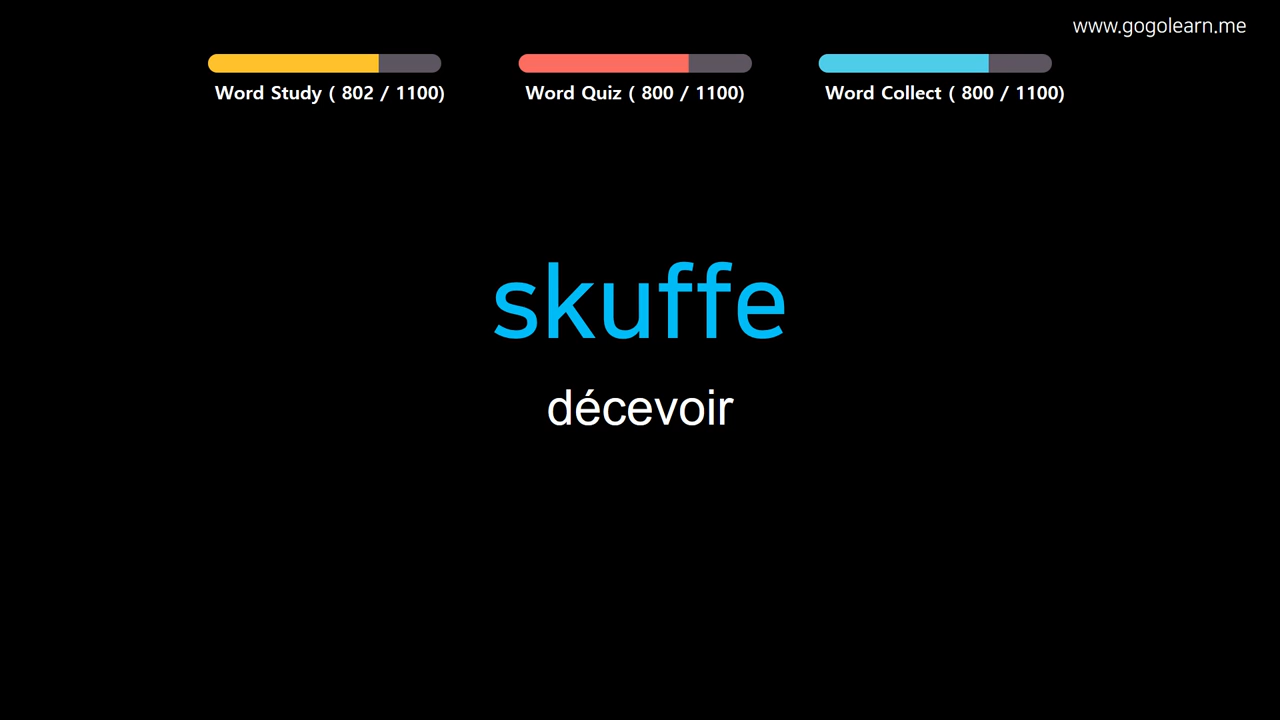 www.gogolearn.me
Word Study ( 802 / 1100)
Word Quiz ( 800 / 1100)
Word Collect ( 800 / 1100)
skuffe
décevoir